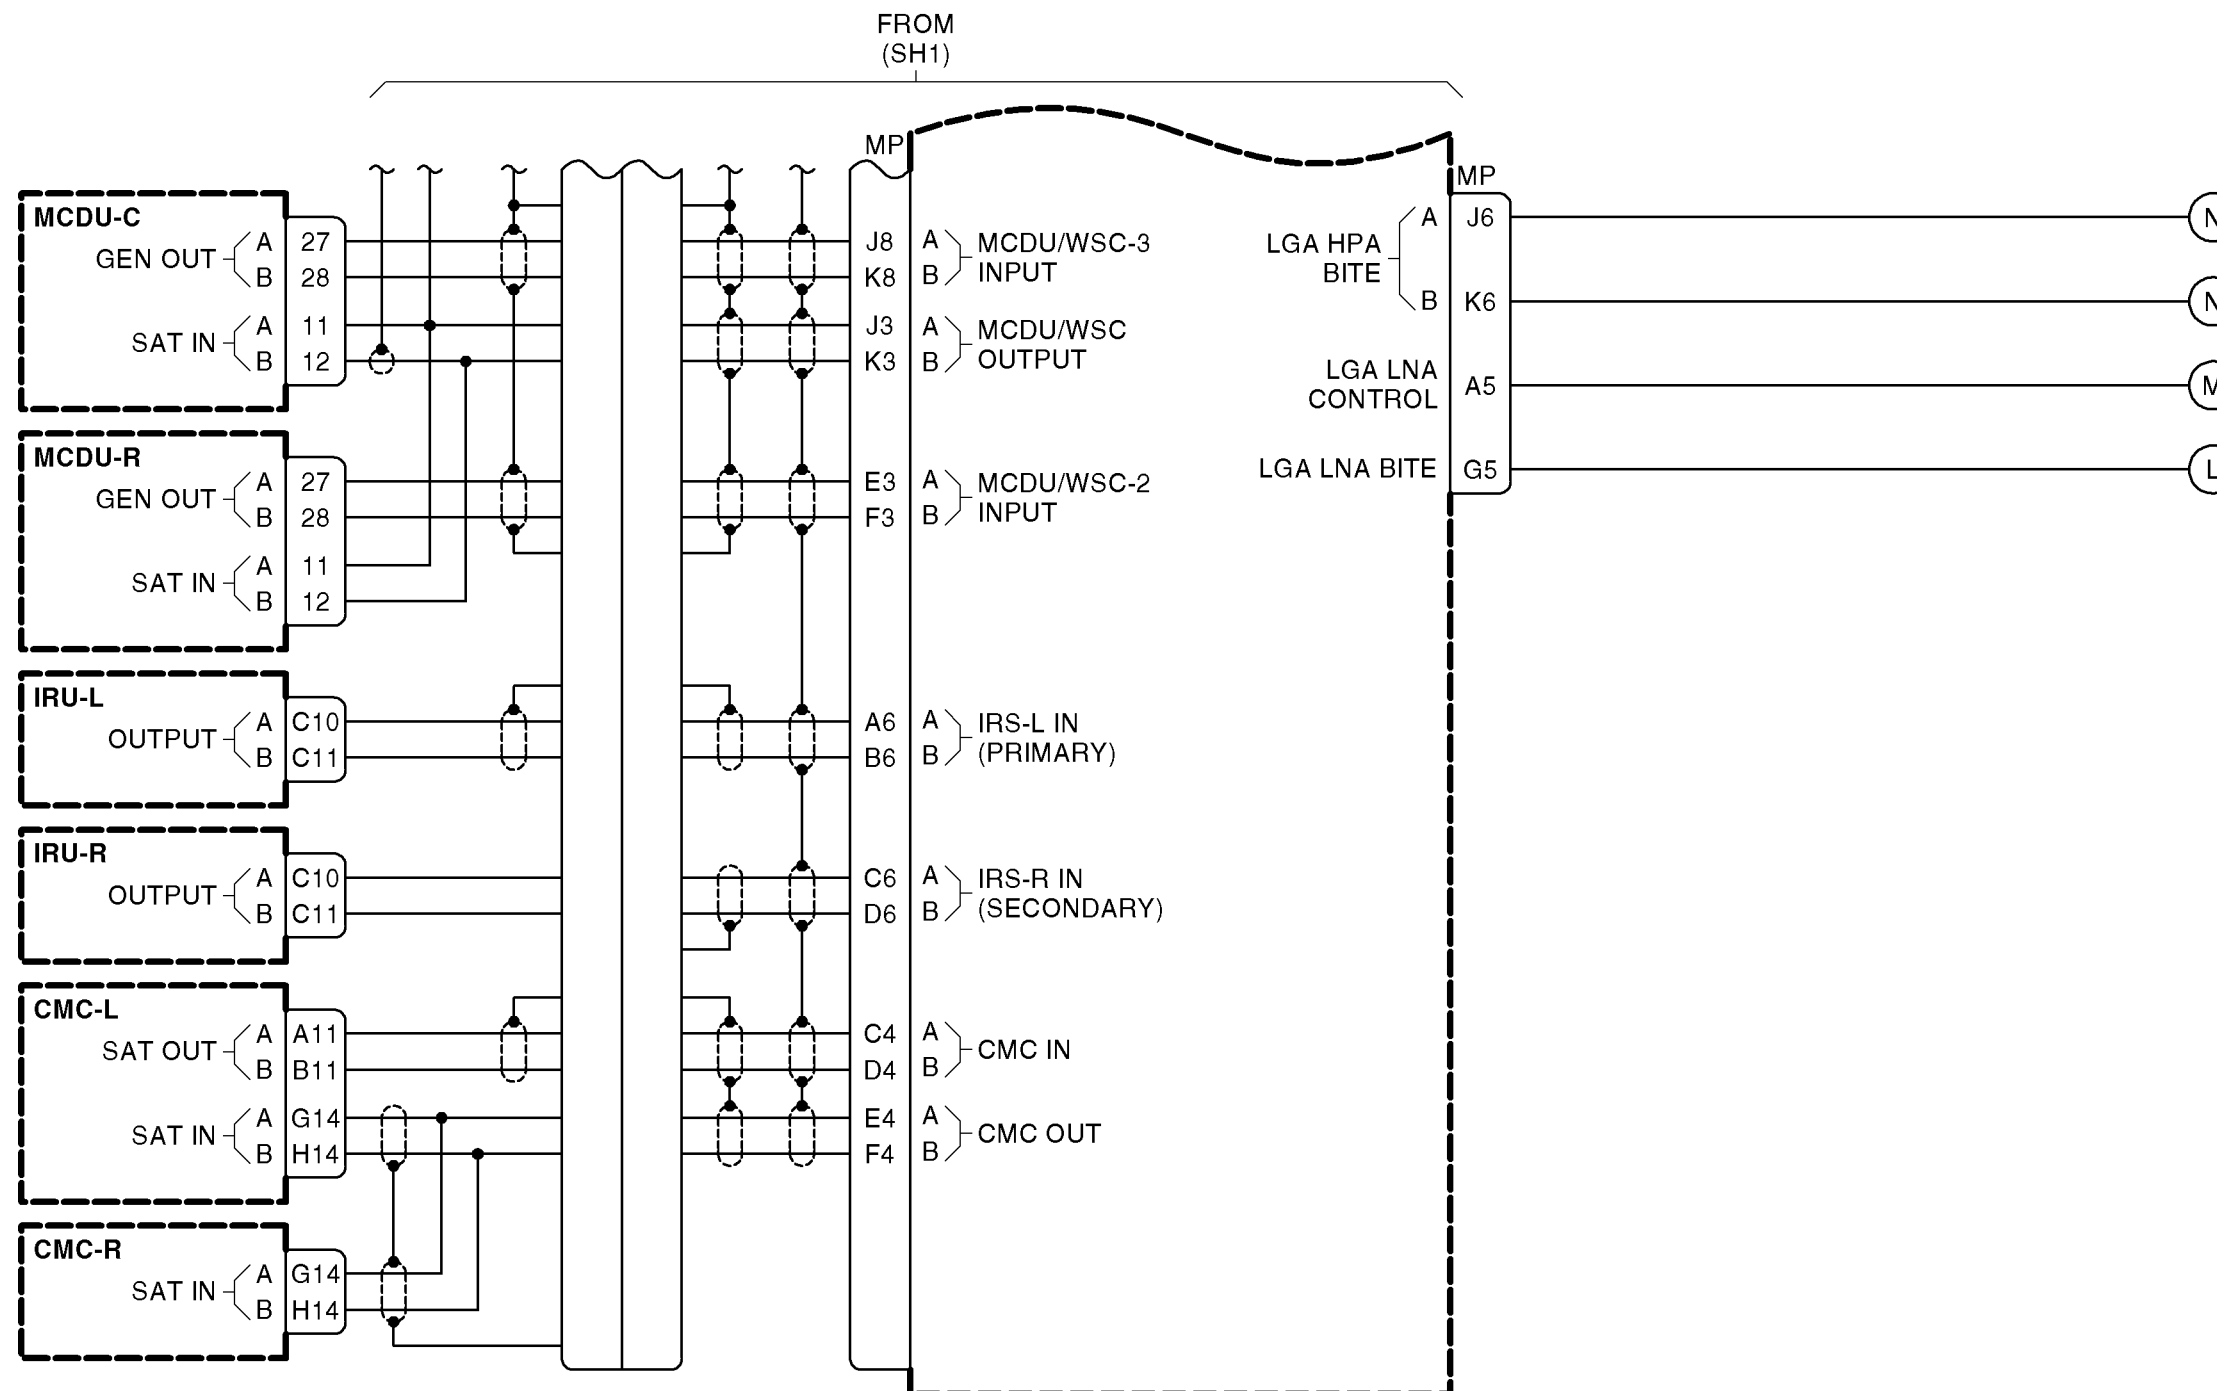 FROM
(SH1)
MP
MP
MCDU-C
GEN OUT
A 27
B 28
SAT IN
A 11
B 12
MCDU-R
GEN OUT
A 27
B 28
SAT IN
A 11
B 12
IRU-L
OUTPUT
A C10
B C11
IRU-R
OUTPUT
A C10
B C11
CMC-L
SAT OUT
A A11
B B11
SAT IN
A G14
B H14
CMC-R
SAT IN
A G14
B H14
J8 A
K8 B
MCDU/WSC-3
INPUT
J3 A
K3 B
MCDU/WSC
OUTPUT
E3 A
F3 B
MCDU/WSC-2
INPUT
A6 A
B6 B
IRS-L IN
(PRIMARY)
C6 A
D6 B
IRS-R IN
(SECONDARY)
C4 A
D4 B
CMC IN
E4 A
F4 B
CMC OUT
LGA HPA
BITE
A J6
B K6
LGA LNA
CONTROL
A5
LGA LNA BITE G5